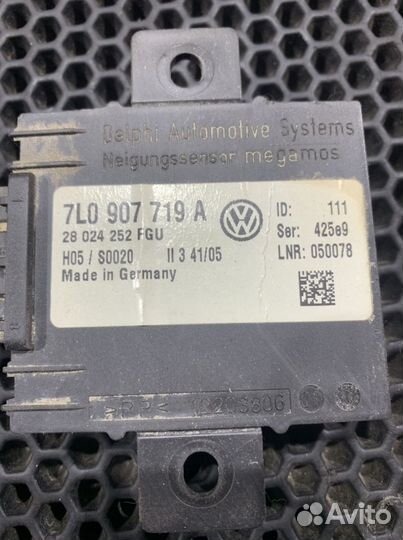 Delphi Automotive Systems
Neigungssensor megamos
7L0 907 719 A
28 024 252 FGU
H05 / S0020 II 3 41/05
Made in Germany
ID: 111
Ser: 425e9
LNR: 050078
Avito